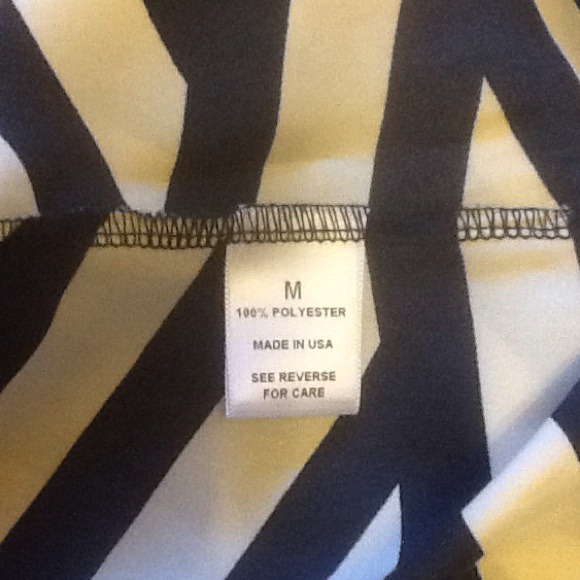 M
100% POLYESTER
MADE IN USA
SEE REVERSE
FOR CARE